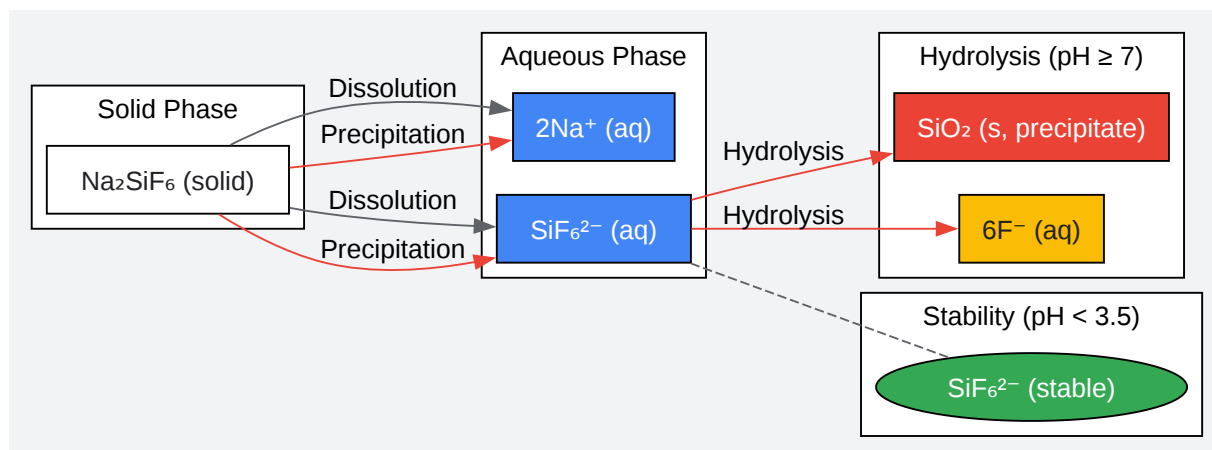 Solid Phase
Na₂SiF₆ (solid)
Dissolution
Precipitation
Dissolution
Precipitation
Aqueous Phase
2Na⁺ (aq)
SiF₆²⁻ (aq)
Hydrolysis
Hydrolysis
Hydrolysis (pH ≥ 7)
SiO₂ (s, precipitate)
6F⁻ (aq)
Stability (pH < 3.5)
SiF₆²⁻ (stable)